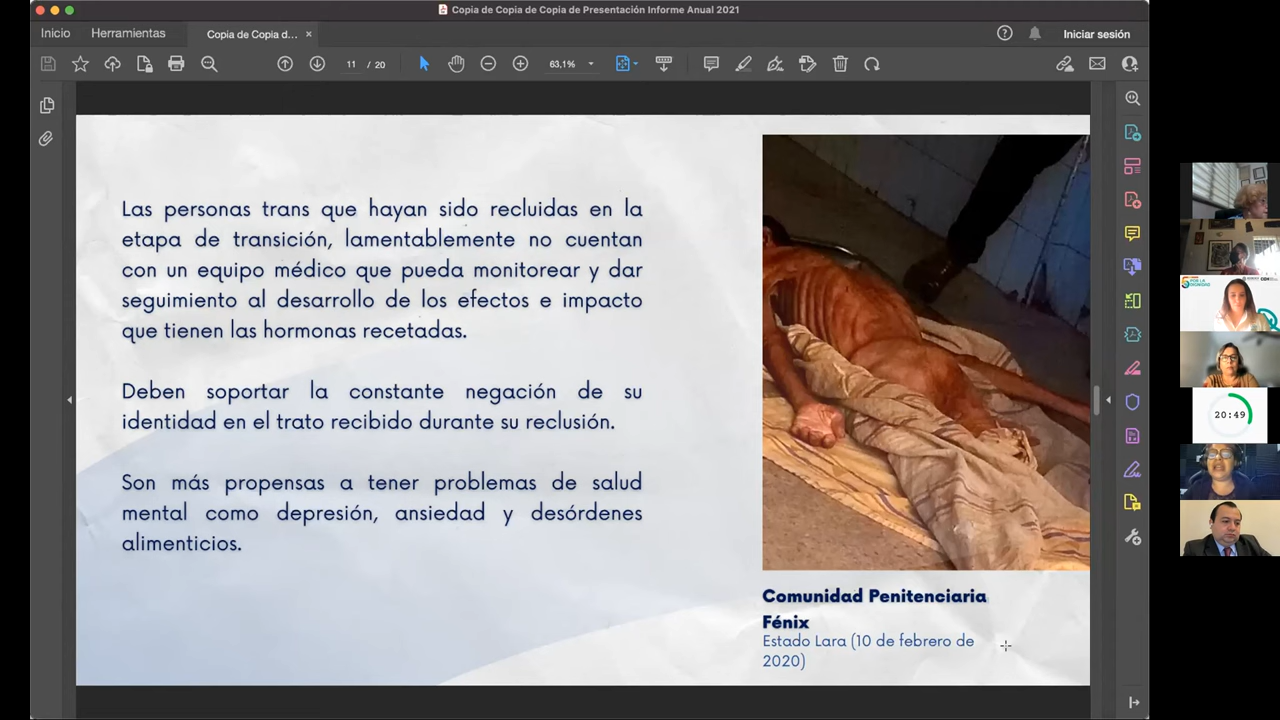 Copia de Copia de Copia de Presentación Informe Anual 2021
Inicio
Herramientas
Copia de Copia d...
Iniciar sesión
11 / 20
63,1%
Las personas trans que hayan sido recluidas en la
etapa de transición, lamentablemente no cuentan
con un equipo médico que pueda monitorear y dar
seguimiento al desarrollo de los efectos e impacto
que tienen las hormonas recetadas.
Deben soportar la constante negación de su
identidad en el trato recibido durante su reclusión.
Son más propensas a tener problemas de salud
mental como depresión, ansiedad y desórdenes
alimenticios.
Comunidad Penitenciaria
Fénix
Estado Lara (10 de febrero de
2020)
20:49